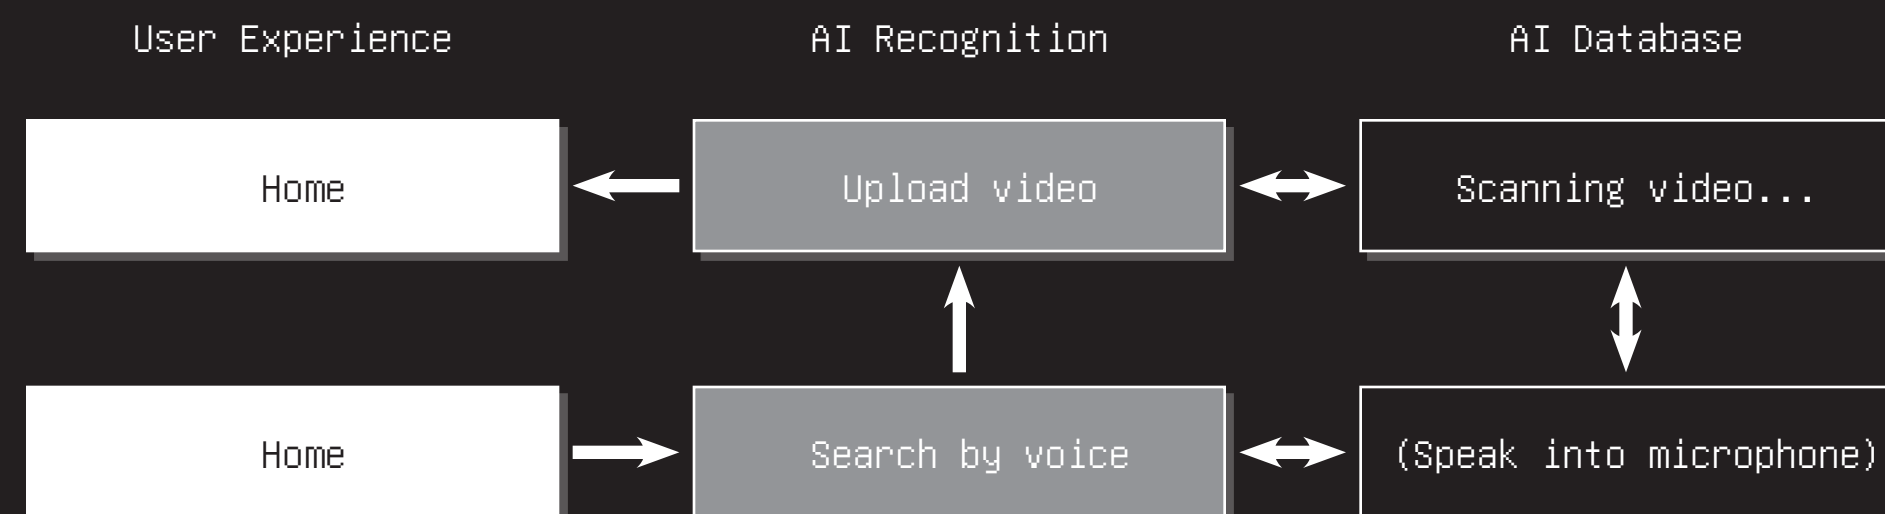 User Experience
AI Recognition
AI Database
Home
Upload video
Scanning video...
Home
Search by voice
(Speak into microphone)